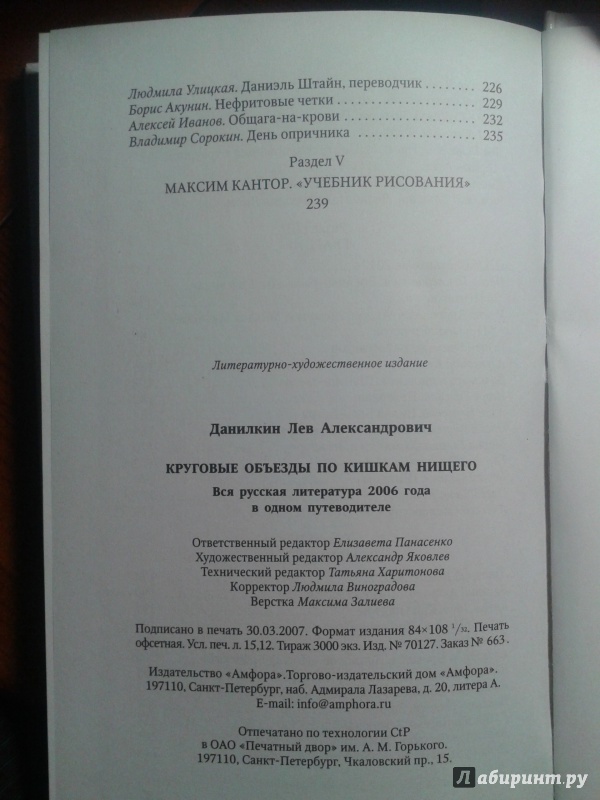 Людмила Улицкая. Даниэль Штайн, переводчик ........ 226
Борис Акунин. Нефритовые четки .................... 229
Алексей Иванов. Общага-на-крови ................... 232
Владимир Сорокин. День опричника ................. 235
Раздел V
МАКСИМ КАНТОР. «УЧЕБНИК РИСОВАНИЯ»
239
Литературно-художественное издание
Данилкин Лев Александрович
КРУГОВЫЕ ОБЪЕЗДЫ ПО КИШКАМ НИЩЕГО
Вся русская литература 2006 года
в одном путеводителе
Ответственный редактор Елизавета Панасенко
Художественный редактор Александр Яковлев
Технический редактор Татьяна Харитонова
Корректор Людмила Виноградова
Верстка Максима Залиева
Подписано в печать 30.03.2007. Формат издания 84×108 1/32. Печать
офсетная. Усл. печ. л. 15,12. Тираж 3000 экз. Изд. № 70127. Заказ № 663.
Издательство «Амфора».Торгово-издательский дом «Амфора».
197110, Санкт-Петербург, наб. Адмирала Лазарева, д. 20, литера А.
E-mail: info@amphora.ru
Отпечатано по технологии CtP
в ОАО «Печатный двор» им. А. М. Горького.
197110, Санкт-Петербург, Чкаловский пр., 15.
Лабиринт.ру